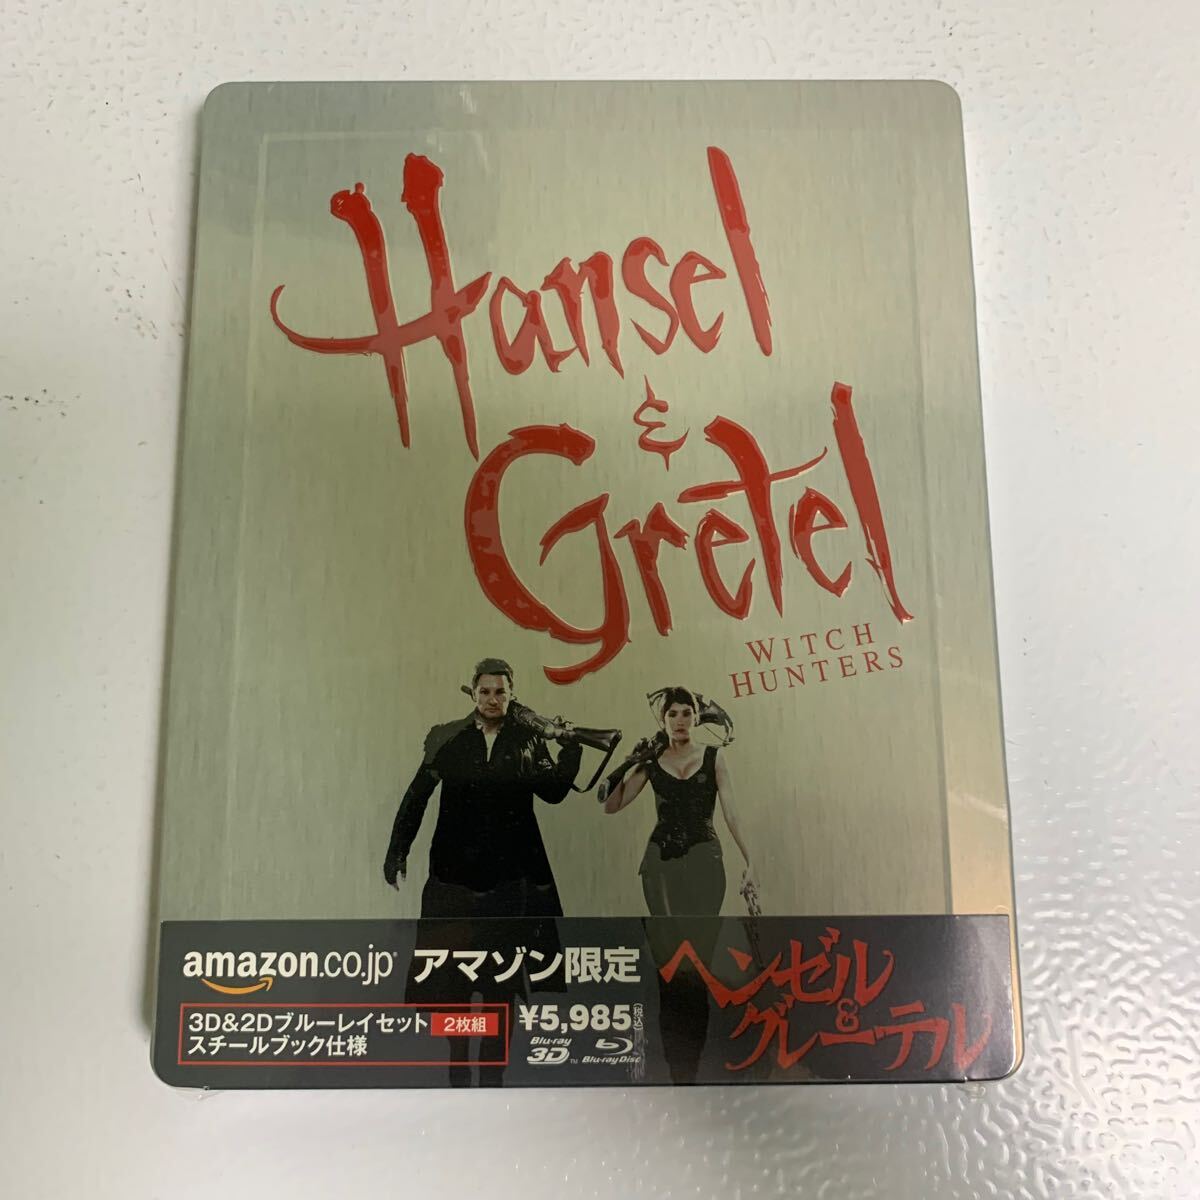 Hansel
&
Gretel
WITCH
HUNTERS
amazon.co.jp アマゾン限定
3D&2Dブルーレイセット 2枚組
スチールブック仕様
¥5,985(税込)
Blu-ray 3D™ Blu-ray Disc
ヘンゼル
&
グレーテル